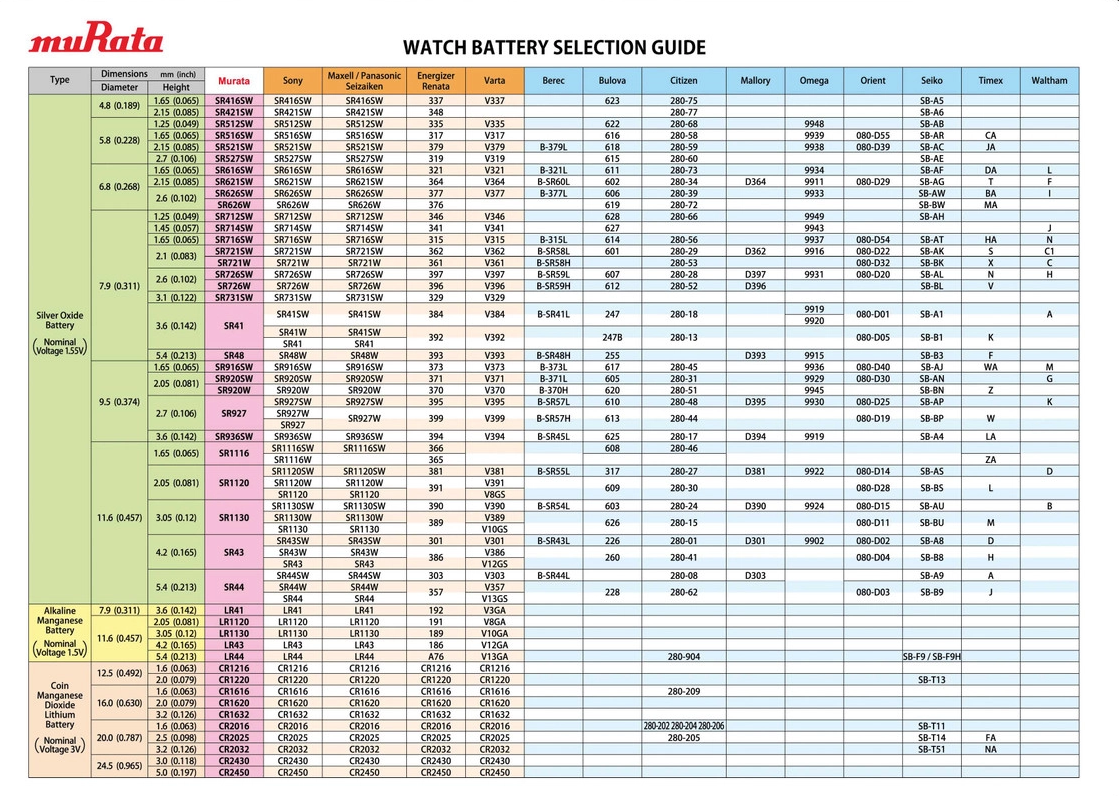 muRata
WATCH BATTERY SELECTION GUIDE
Type Dimensions mm (inch) Murata Sony Maxell / Panasonic Seizaiken Energizer Renata Varta Berec Bulova Citizen Mallory Omega Orient Seiko Timex Waltham
Diameter Height
Silver Oxide Battery (Nominal Voltage 1.55V)
4.8 (0.189) 1.65 (0.065) SR416SW SR416SW SR416SW 337 V337 623 280-75 SB-A5
2.15 (0.085) SR421SW SR421SW SR421SW 348 280-77 SB-A6
5.8 (0.228) 1.25 (0.049) SR512SW SR512SW SR512SW 335 V335 622 280-68 9948 SB-AB
1.65 (0.065) SR516SW SR516SW SR516SW 317 V317 616 280-58 9939 080-D55 SB-AR CA
2.15 (0.085) SR521SW SR521SW SR521SW 379 V379 B-379L 618 280-59 9938 080-D39 SB-AC JA
2.7 (0.106) SR527SW SR527SW SR527SW 319 V319 615 280-60 SB-AE
6.8 (0.268) 1.65 (0.065) SR616SW SR616SW SR616SW 321 V321 B-321L 611 280-73 9934 SB-AF DA L
2.15 (0.085) SR621SW SR621SW SR621SW 364 V364 B-SR60L 602 280-34 D364 9911 080-D29 SB-AG T F
2.6 (0.102) SR626SW SR626SW SR626SW 377 V377 B-377L 606 280-39 9933 SB-AW BA I
SR626W SR626W SR626W 376 619 280-72 SB-BW MA
7.9 (0.311) 1.25 (0.049) SR712SW SR712SW SR712SW 346 V346 628 280-66 9949 SB-AH
1.45 (0.057) SR714SW SR714SW SR714SW 341 V341 627 9943 J
1.65 (0.065) SR716SW SR716SW SR716SW 315 V315 B-315L 614 280-56 9937 080-D54 SB-AT HA N
2.1 (0.083) SR721SW SR721SW SR721SW 362 V362 B-SR58L 601 280-29 D362 9916 080-D22 SB-AK S C1
SR721W SR721W SR721W 361 V361 B-SR58H 280-53 080-D32 SB-BK X C
2.6 (0.102) SR726SW SR726SW SR726SW 397 V397 B-SR59L 607 280-28 D397 9931 080-D20 SB-AL N H
SR726W SR726W SR726W 396 V396 B-SR59H 612 280-52 D396 SB-BL V
3.1 (0.122) SR731SW SR731SW SR731SW 329 V329
3.6 (0.142) SR41 SR41SW SR41SW 384 V384 B-SR41L 247 280-18 9919 080-D01 SB-A1 A
9920
SR41W SR41SW 392 V392 247B 280-13 080-D05 SB-B1 K
SR41 SR41
5.4 (0.213) SR48 SR48W SR48W 393 V393 B-SR48H 255 D393 9915 SB-B3 F
9.5 (0.374) 1.65 (0.065) SR916SW SR916SW SR916SW 373 V373 B-373L 617 280-45 9936 080-D40 SB-AJ WA M
2.05 (0.081) SR920SW SR920SW SR920SW 371 V371 B-371L 605 280-31 9929 080-D30 SB-AN G
SR920W SR920W SR920W 370 V370 B-370H 620 280-51 9945 SB-BN Z
2.7 (0.106) SR927 SR927SW SR927SW 395 V395 B-SR57L 610 280-48 D395 9930 080-D25 SB-AP K
SR927W SR927W 399 V399 B-SR57H 613 280-44 080-D19 SB-BP W
SR927
3.6 (0.142) SR936SW SR936SW SR936SW 394 V394 B-SR45L 625 280-17 D394 9919 SB-A4 LA
11.6 (0.457) 1.65 (0.065) SR1116 SR1116SW SR1116SW 366 608 280-46
SR1116W 365 ZA
2.05 (0.081) SR1120 SR1120SW SR1120SW 381 V381 B-SR55L 317 280-27 D381 9922 080-D14 SB-AS D
SR1120W SR1120W 391 V391 609 280-30 080-D28 SB-BS L
SR1120 SR1120 V8GS
3.05 (0.12) SR1130 SR1130SW SR1130SW 390 V390 B-SR54L 603 280-24 D390 9924 080-D15 SB-AU B
SR1130W SR1130W 389 V389 626 280-15 080-D11 SB-BU M
SR1130 SR1130 V10GS
4.2 (0.165) SR43 SR43SW SR43SW 301 V301 B-SR43L 226 280-01 D301 9902 080-D02 SB-A8 D
SR43W SR43W 386 V386 260 280-41 080-D04 SB-B8 H
SR43 SR43 V12GS
5.4 (0.213) SR44 SR44SW SR44SW 303 V303 B-SR44L 280-08 D303 SB-A9 A
SR44W SR44W 357 V357 228 280-62 080-D03 SB-B9 J
SR44 SR44 V13GS
Alkaline Manganese Battery (Nominal Voltage 1.5V)
7.9 (0.311) 3.6 (0.142) LR41 LR41 LR41 192 V3GA
11.6 (0.457) 2.05 (0.081) LR1120 LR1120 LR1120 191 V8GA
3.05 (0.12) LR1130 LR1130 LR1130 189 V10GA
4.2 (0.165) LR43 LR43 LR43 186 V12GA
5.4 (0.213) LR44 LR44 LR44 A76 V13GA 280-904 SB-F9 / SB-F9H
Coin Manganese Dioxide Lithium Battery (Nominal Voltage 3V)
12.5 (0.492) 1.6 (0.063) CR1216 CR1216 CR1216 CR1216 CR1216
2.0 (0.079) CR1220 CR1220 CR1220 CR1220 CR1220 SB-T13
16.0 (0.630) 1.6 (0.063) CR1616 CR1616 CR1616 CR1616 CR1616 280-209
2.0 (0.079) CR1620 CR1620 CR1620 CR1620 CR1620
3.2 (0.126) CR1632 CR1632 CR1632 CR1632 CR1632
20.0 (0.787) 1.6 (0.063) CR2016 CR2016 CR2016 CR2016 CR2016 280-202 280-204 280-206 SB-T11
2.5 (0.098) CR2025 CR2025 CR2025 CR2025 CR2025 280-205 SB-T14 FA
3.2 (0.126) CR2032 CR2032 CR2032 CR2032 CR2032 SB-T51 NA
24.5 (0.965) 3.0 (0.118) CR2430 CR2430 CR2430 CR2430 CR2430
5.0 (0.197) CR2450 CR2450 CR2450 CR2450 CR2450